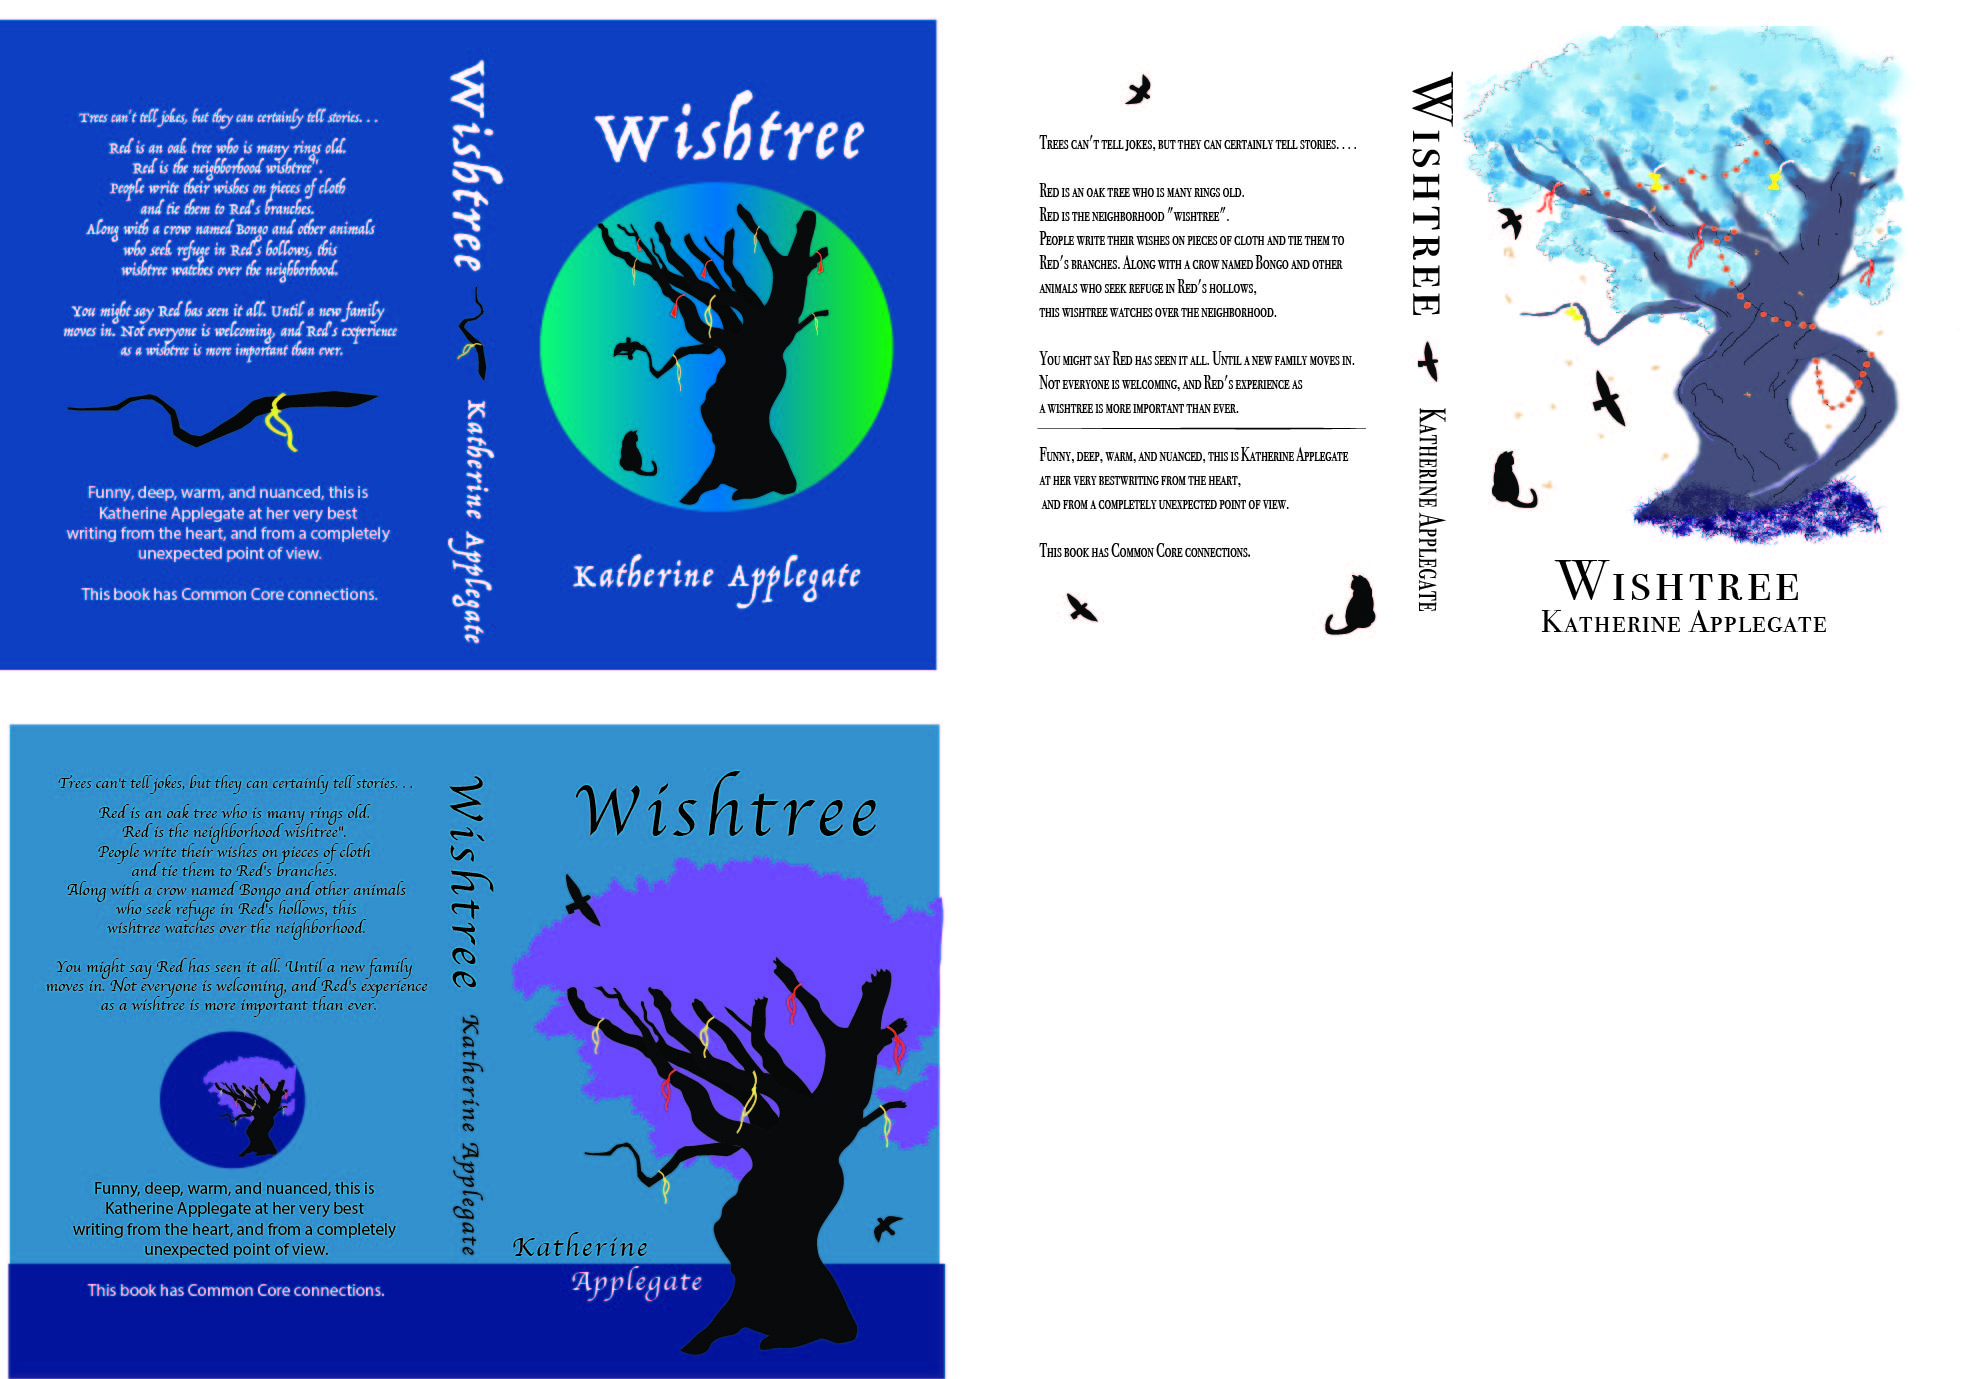 Trees can't tell jokes, but they can certainly tell stories. . .
Red is an oak tree who is many rings old.
Red is the neighborhood wishtree".
People write their wishes on pieces of cloth
and tie them to Red's branches.
Along with a crow named Bongo and other animals
who seek refuge in Red's hollows, this
wishtree watches over the neighborhood.
You might say Red has seen it all. Until a new family
moves in. Not everyone is welcoming, and Red's experience
as a wishtree is more important than ever.
Funny, deep, warm, and nuanced, this is
Katherine Applegate at her very best
writing from the heart, and from a completely
unexpected point of view.
This book has Common Core connections.
Wishtree
Katherine Applegate
Wishtree
Katherine Applegate
Trees can't tell jokes, but they can certainly tell stories. . . .
Red is an oak tree who is many rings old.
Red is the neighborhood "wishtree".
People write their wishes on pieces of cloth and tie them to
Red's branches. Along with a crow named Bongo and other
animals who seek refuge in Red's hollows,
this wishtree watches over the neighborhood.
You might say Red has seen it all. Until a new family moves in.
Not everyone is welcoming, and Red's experience as
a wishtree is more important than ever.
Funny, deep, warm, and nuanced, this is Katherine Applegate
at her very bestwriting from the heart,
and from a completely unexpected point of view.
This book has Common Core connections.
Wishtree
Katherine Applegate
Wishtree
Katherine Applegate
Trees can't tell jokes, but they can certainly tell stories. . .
Red is an oak tree who is many rings old.
Red is the neighborhood wishtree".
People write their wishes on pieces of cloth
and tie them to Red's branches.
Along with a crow named Bongo and other animals
who seek refuge in Red's hollows, this
wishtree watches over the neighborhood.
You might say Red has seen it all. Until a new family
moves in. Not everyone is welcoming, and Red's experience
as a wishtree is more important than ever.
Funny, deep, warm, and nuanced, this is
Katherine Applegate at her very best
writing from the heart, and from a completely
unexpected point of view.
This book has Common Core connections.
Wishtree
Katherine Applegate
Wishtree
Katherine
Applegate